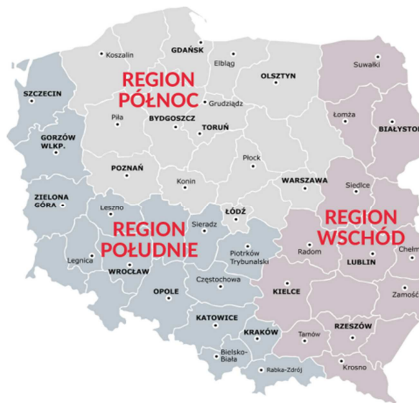 GDAŃSK
Koszalin
Elbląg
Suwałki
OLSZTYN
REGION
PÓŁNOC
SZCZECIN
Grudziądz
Piła
BYDGOSZCZ
TORUŃ
Łomża
BIAŁYSTOK
GORZÓW
WLKP.
POZNAŃ
Płock
Konin
WARSZAWA
Siedlce
ZIELONA
GÓRA
Leszno
ŁÓDŹ
REGION
POŁUDNIE
Sieradz
REGION
WSCHÓD
Piotrków
Trybunalski
Radom
LUBLIN
Chełm
Legnica
WROCŁAW
Częstochowa
KIELCE
Zamość
OPOLE
KATOWICE
KRAKÓW
Tarnów
RZESZÓW
Bielsko-
Biała
Rabka-Zdrój
Krosno